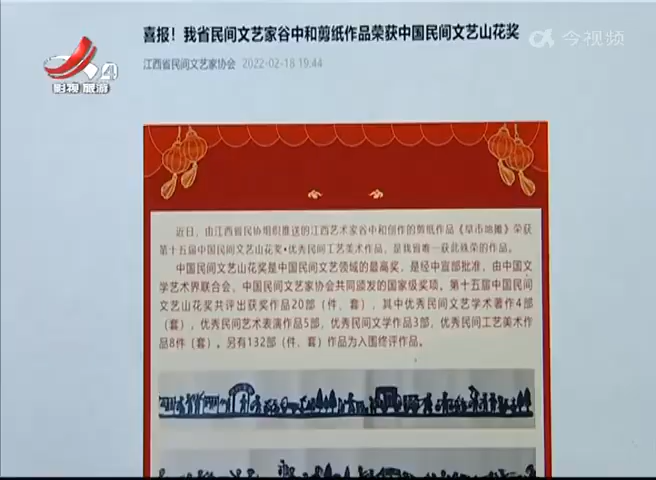 喜报！我省民间文艺家谷中和剪纸作品荣获中国民间文艺山花奖
今视频
江西省民间文艺家协会 2022-02-18 19:44
4
影视 旅游
近日，由江西省民协组织推送的江西艺术家谷中和创作的剪纸作品《早市地摊》荣获
第十五届中国民间文艺山花奖·优秀民间工艺美术作品，是我省唯一获此殊荣的作品。
中国民间文艺山花奖是中国民间文艺领域的最高奖，是经中宣部批准，由中国文
学艺术界联合会、中国民间文艺家协会共同颁发的国家级奖项。第十五届中国民间
文艺山花奖共评出获奖作品20部（件、套），其中优秀民间文艺学术著作4部
（套），优秀民间艺术表演作品5部，优秀民间文学作品3部，优秀民间工艺美术作
品8件（套）。另有132部（件、套）作品为入围终评作品。